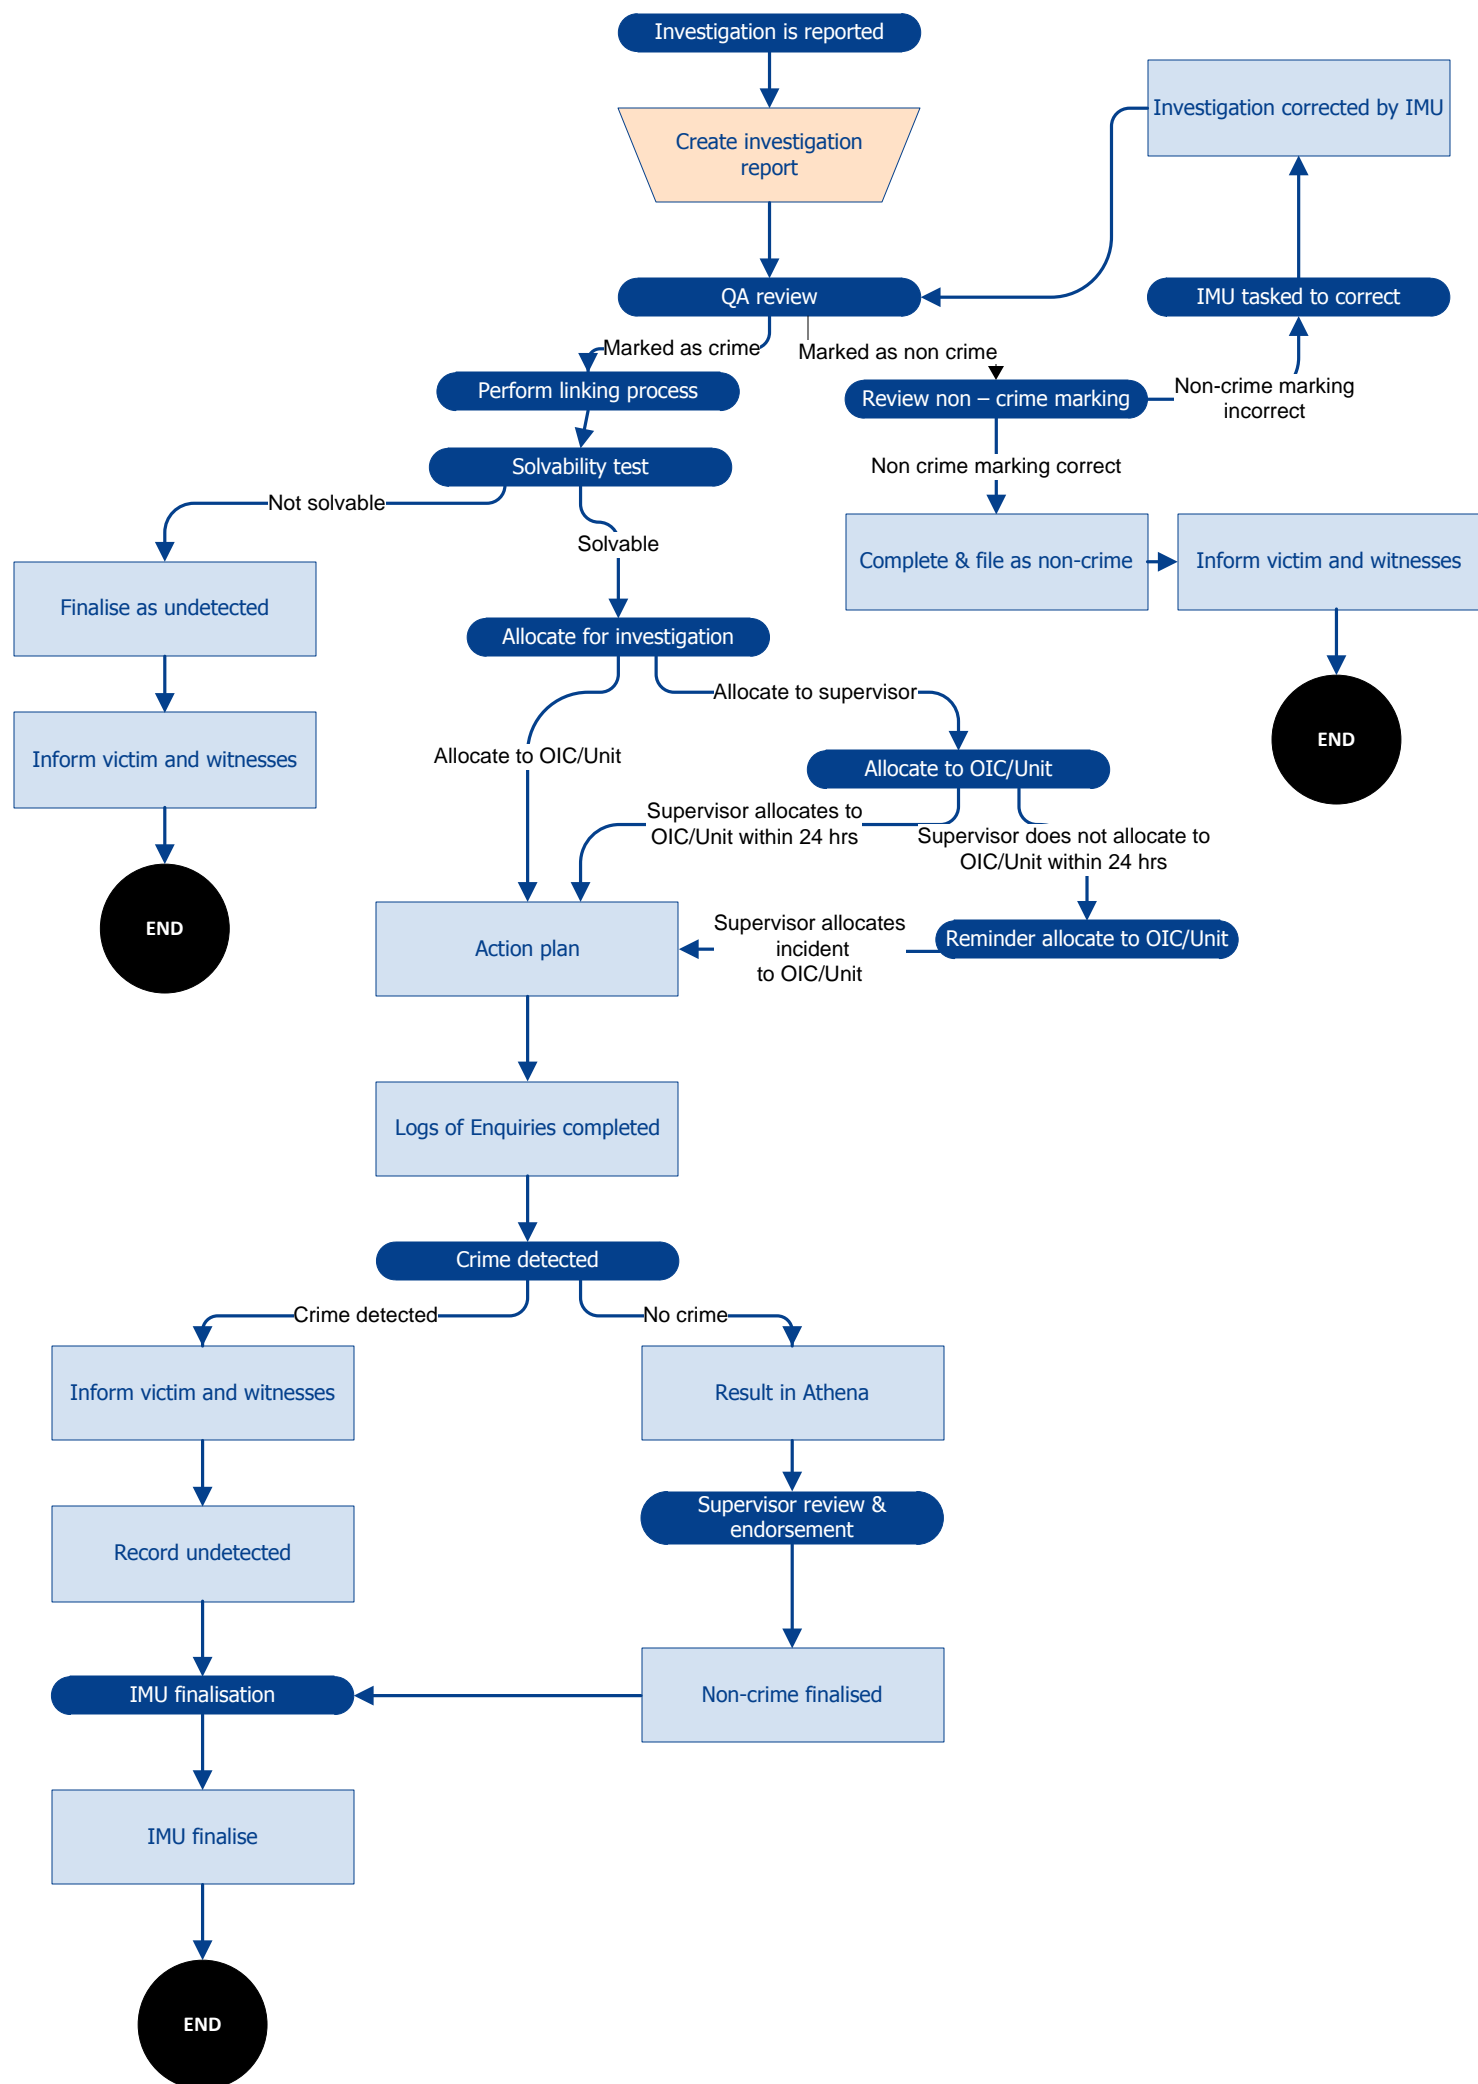 Investigation is reported
Create investigation
report
Investigation corrected by IMU
QA review
IMU tasked to correct
Marked as crime
Marked as non crime
Perform linking process
Review non – crime marking
Non-crime marking
incorrect
Solvability test
Non crime marking correct
Not solvable
Solvable
Complete & file as non-crime
Inform victim and witnesses
Finalise as undetected
Allocate for investigation
Allocate to supervisor
Inform victim and witnesses
Allocate to OIC/Unit
Allocate to OIC/Unit
END
Supervisor allocates to
OIC/Unit within 24 hrs
Supervisor does not allocate to
OIC/Unit within 24 hrs
END
Action plan
Supervisor allocates
incident
to OIC/Unit
Reminder allocate to OIC/Unit
Logs of Enquiries completed
Crime detected
Crime detected
No crime
Inform victim and witnesses
Result in Athena
Record undetected
Supervisor review &
endorsement
IMU finalisation
Non-crime finalised
IMU finalise
END